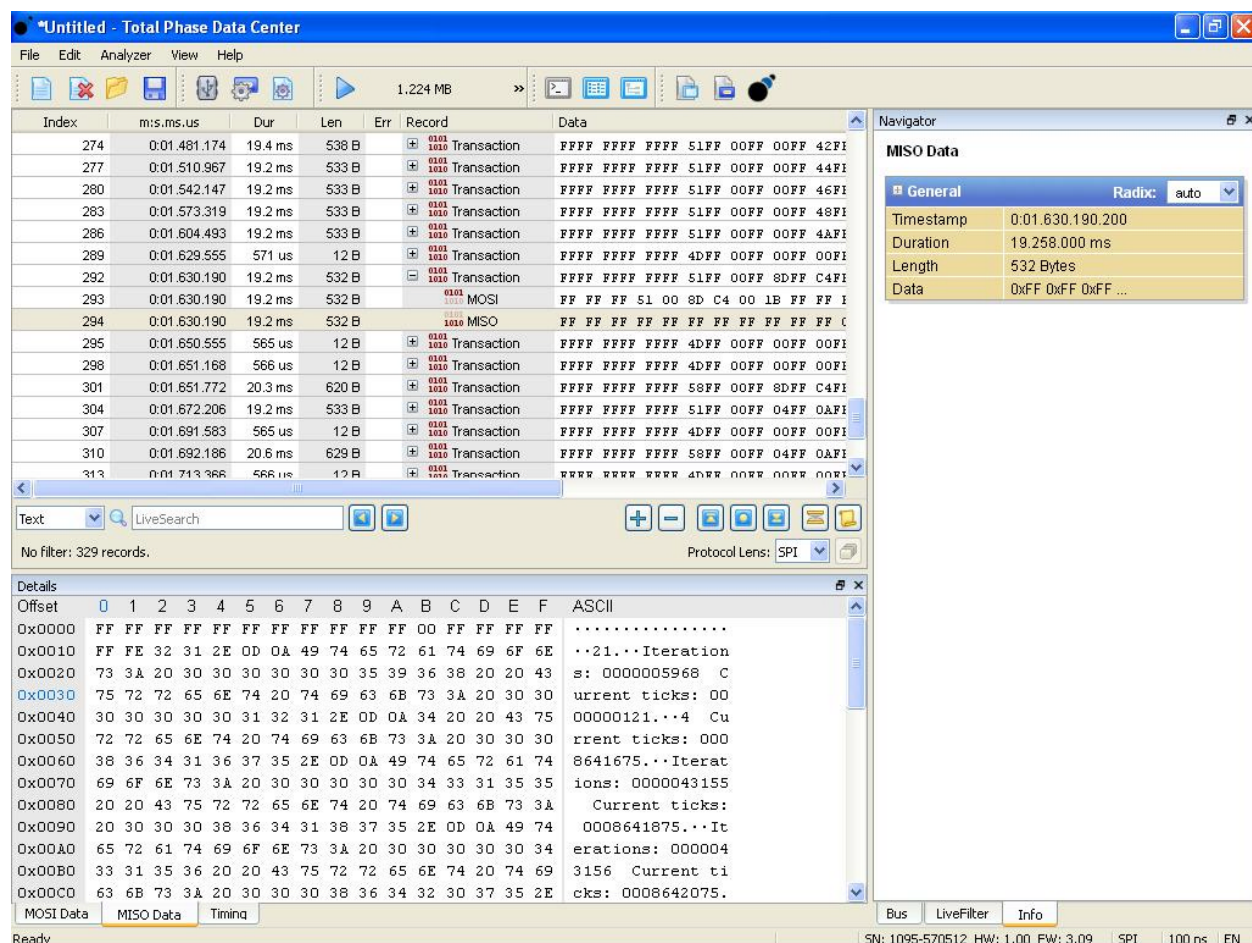 *Untitled - Total Phase Data Center
File Edit Analyzer View Help
1.224 MB »
Index m:s.ms.us Dur Len Err Record Data
274 0:01.481.174 19.4 ms 538 B Transaction FFFF FFFF FFFF 51FF 00FF 00FF 42FF
277 0:01.510.967 19.2 ms 533 B Transaction FFFF FFFF FFFF 51FF 00FF 00FF 44FF
280 0:01.542.147 19.2 ms 533 B Transaction FFFF FFFF FFFF 51FF 00FF 00FF 46FF
283 0:01.573.319 19.2 ms 533 B Transaction FFFF FFFF FFFF 51FF 00FF 00FF 48FF
286 0:01.604.493 19.2 ms 533 B Transaction FFFF FFFF FFFF 51FF 00FF 00FF 4AFF
289 0:01.629.555 571 us 12 B Transaction FFFF FFFF FFFF 4DFF 00FF 00FF 00FF
292 0:01.630.190 19.2 ms 532 B Transaction FFFF FFFF FFFF 51FF 00FF 8DFF C4FF
293 0:01.630.190 19.2 ms 532 B MOSI FF FF FF 51 00 8D C4 00 1B FF FF
294 0:01.630.190 19.2 ms 532 B MISO FF FF FF FF FF FF FF FF FF FF FF
295 0:01.650.555 565 us 12 B Transaction FFFF FFFF FFFF 4DFF 00FF 00FF 00FF
298 0:01.651.168 566 us 12 B Transaction FFFF FFFF FFFF 4DFF 00FF 00FF 00FF
301 0:01.651.772 20.3 ms 620 B Transaction FFFF FFFF FFFF 58FF 00FF 8DFF C4FF
304 0:01.672.206 19.2 ms 533 B Transaction FFFF FFFF FFFF 51FF 00FF 04FF 0AFF
307 0:01.691.583 565 us 12 B Transaction FFFF FFFF FFFF 4DFF 00FF 00FF 00FF
310 0:01.692.186 20.6 ms 629 B Transaction FFFF FFFF FFFF 58FF 00FF 04FF 0AFF
313 0:01.713.366 566 us 12 B Transaction FFFF FFFF FFFF 4DFF 00FF 00FF 00FF
Text LiveSearch
No filter: 329 records. Protocol Lens: SPI
Details
Offset 0 1 2 3 4 5 6 7 8 9 A B C D E F ASCII
0x0000 FF FF FF FF FF FF FF FF FF FF FF 00 FF FF FF FF ................
0x0010 FF FE 32 31 2E 0D 0A 49 74 65 72 61 74 69 6F 6E ··21.··Iteration
0x0020 73 3A 20 30 30 30 30 30 30 35 39 36 38 20 20 43 s: 0000005968  C
0x0030 75 72 72 65 6E 74 20 74 69 63 6B 73 3A 20 30 30 urrent ticks: 00
0x0040 30 30 30 30 30 31 32 31 2E 0D 0A 34 20 20 43 75 00000121.··4  Cu
0x0050 72 72 65 6E 74 20 74 69 63 6B 73 3A 20 30 30 30 rrent ticks: 000
0x0060 38 36 34 31 36 37 35 2E 0D 0A 49 74 65 72 61 74 8641675.··Iterat
0x0070 69 6F 6E 73 3A 20 30 30 30 30 30 34 33 31 35 35 ions: 0000043155
0x0080 20 20 43 75 72 72 65 6E 74 20 74 69 63 6B 73 3A Current ticks:
0x0090 20 30 30 30 38 36 34 31 38 37 35 2E 0D 0A 49 74 0008641875.··It
0x00A0 65 72 61 74 69 6F 6E 73 3A 20 30 30 30 30 30 34 erations: 000004
0x00B0 33 31 35 36 20 20 43 75 72 72 65 6E 74 20 74 69 3156  Current ti
0x00C0 63 6B 73 3A 20 30 30 30 38 36 34 32 30 37 35 2E cks: 0008642075.
MOSI Data MISO Data Timing
Navigator
MISO Data
General Radix: auto
Timestamp 0:01.630.190.200
Duration 19.258.000 ms
Length 532 Bytes
Data 0xFF 0xFF 0xFF ...
Bus LiveFilter Info
Ready SN: 1095-570512 HW: 1.00 FW: 3.09 SPI 100 ns EN